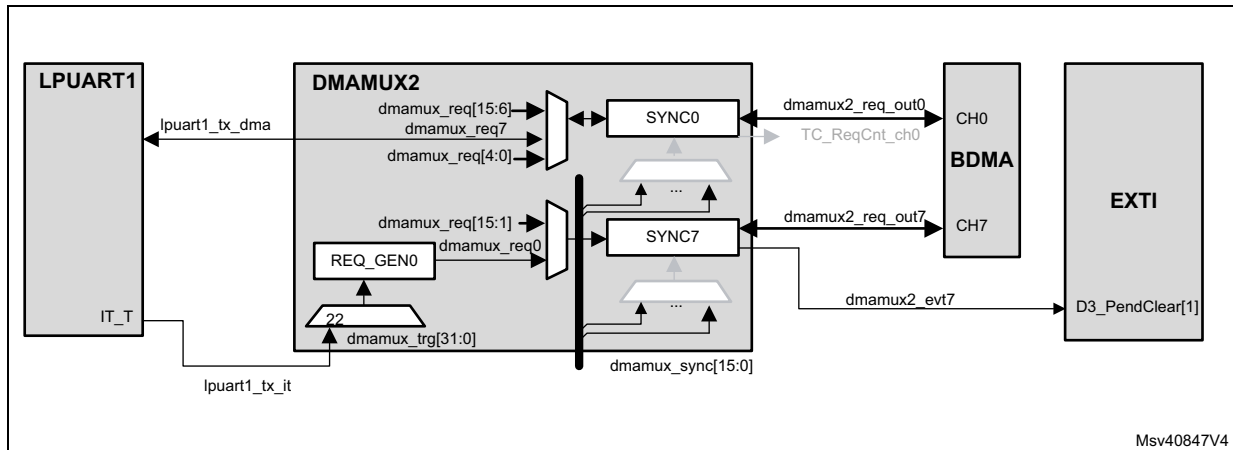 LPUART1
DMAMUX2
BDMA
EXTI
dmamux_req[15:6]
lpuart1_tx_dma
dmamux_req7
dmamux_req[4:0]
SYNC0
dmamux2_req_out0
CH0
TC_ReqCnt_ch0
...
dmamux_req[15:1]
dmamux_req0
SYNC7
dmamux2_req_out7
CH7
REQ_GEN0
...
dmamux2_evt7
D3_PendClear[1]
IT_T
22
dmamux_trg[31:0]
dmamux_sync[15:0]
lpuart1_tx_it
Msv40847V4